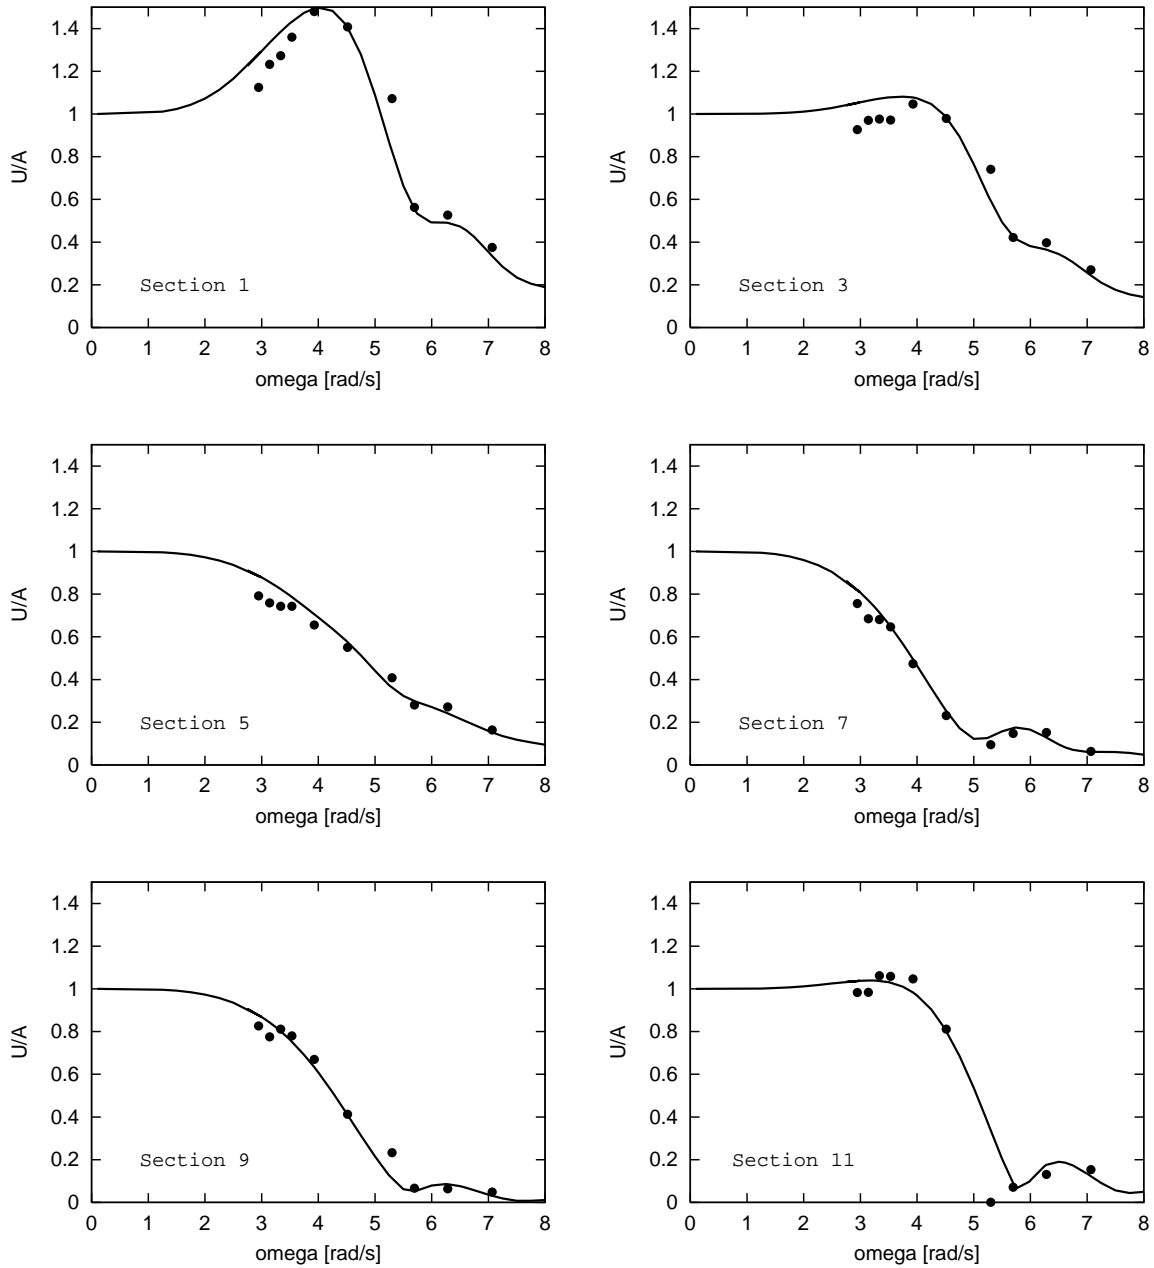 1.4
1.2
1
0.8
0.6
0.4
0.2
0
U/A
Section 1
0 1 2 3 4 5 6 7 8
omega [rad/s]
1.4
1.2
1
0.8
0.6
0.4
0.2
0
U/A
Section 3
0 1 2 3 4 5 6 7 8
omega [rad/s]
1.4
1.2
1
0.8
0.6
0.4
0.2
0
U/A
Section 5
0 1 2 3 4 5 6 7 8
omega [rad/s]
1.4
1.2
1
0.8
0.6
0.4
0.2
0
U/A
Section 7
0 1 2 3 4 5 6 7 8
omega [rad/s]
1.4
1.2
1
0.8
0.6
0.4
0.2
0
U/A
Section 9
0 1 2 3 4 5 6 7 8
omega [rad/s]
1.4
1.2
1
0.8
0.6
0.4
0.2
0
U/A
Section 11
0 1 2 3 4 5 6 7 8
omega [rad/s]